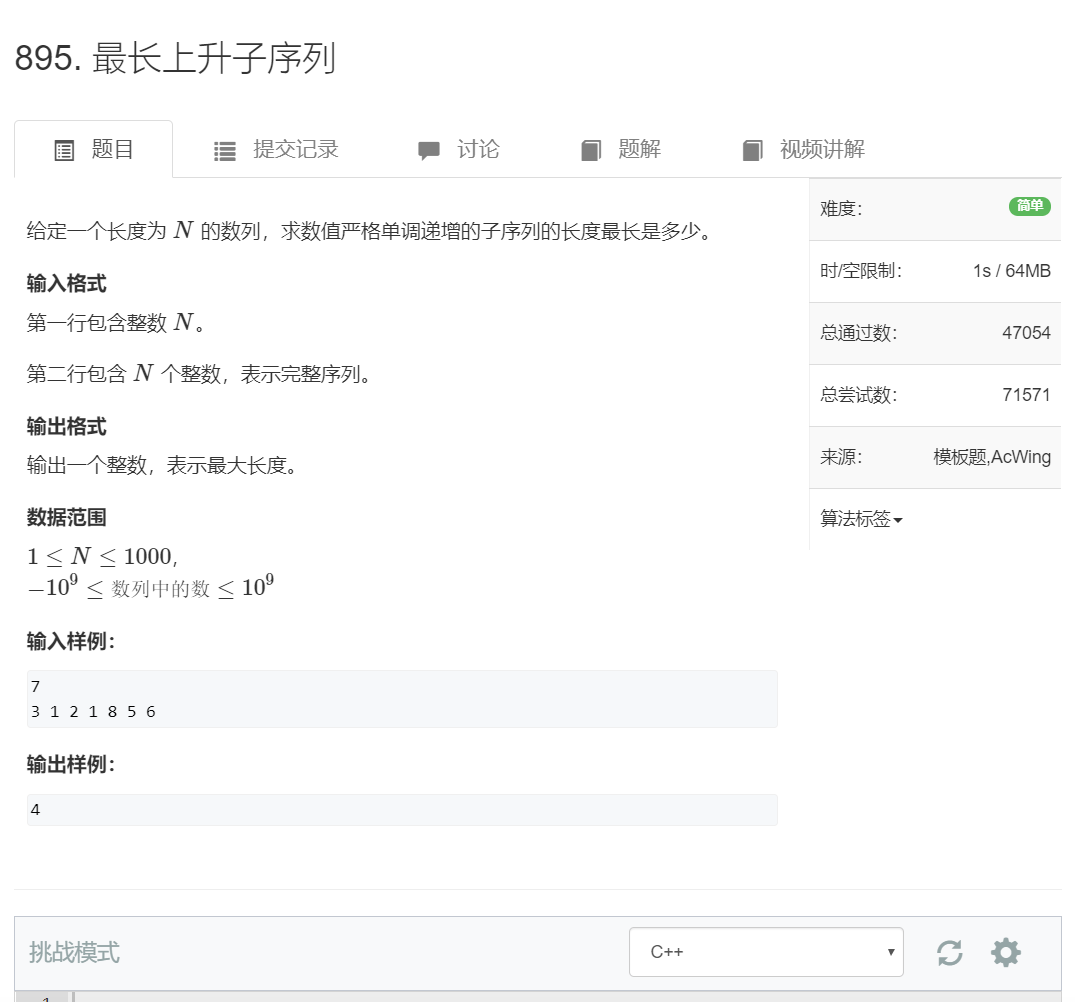 895. 最长上升子序列
题目 提交记录 讨论 题解 视频讲解
给定一个长度为 N 的数列，求数值严格单调递增的子序列的长度最长是多少。
输入格式
第一行包含整数 N。
第二行包含 N 个整数，表示完整序列。
输出格式
输出一个整数，表示最大长度。
数据范围
1 ≤ N ≤ 1000,
−10⁹ ≤ 数列中的数 ≤ 10⁹
输入样例：
7
3 1 2 1 8 5 6
输出样例：
4
难度： 简单
时/空限制： 1s / 64MB
总通过数： 47054
总尝试数： 71571
来源： 模板题,AcWing
算法标签
挑战模式 C++
1